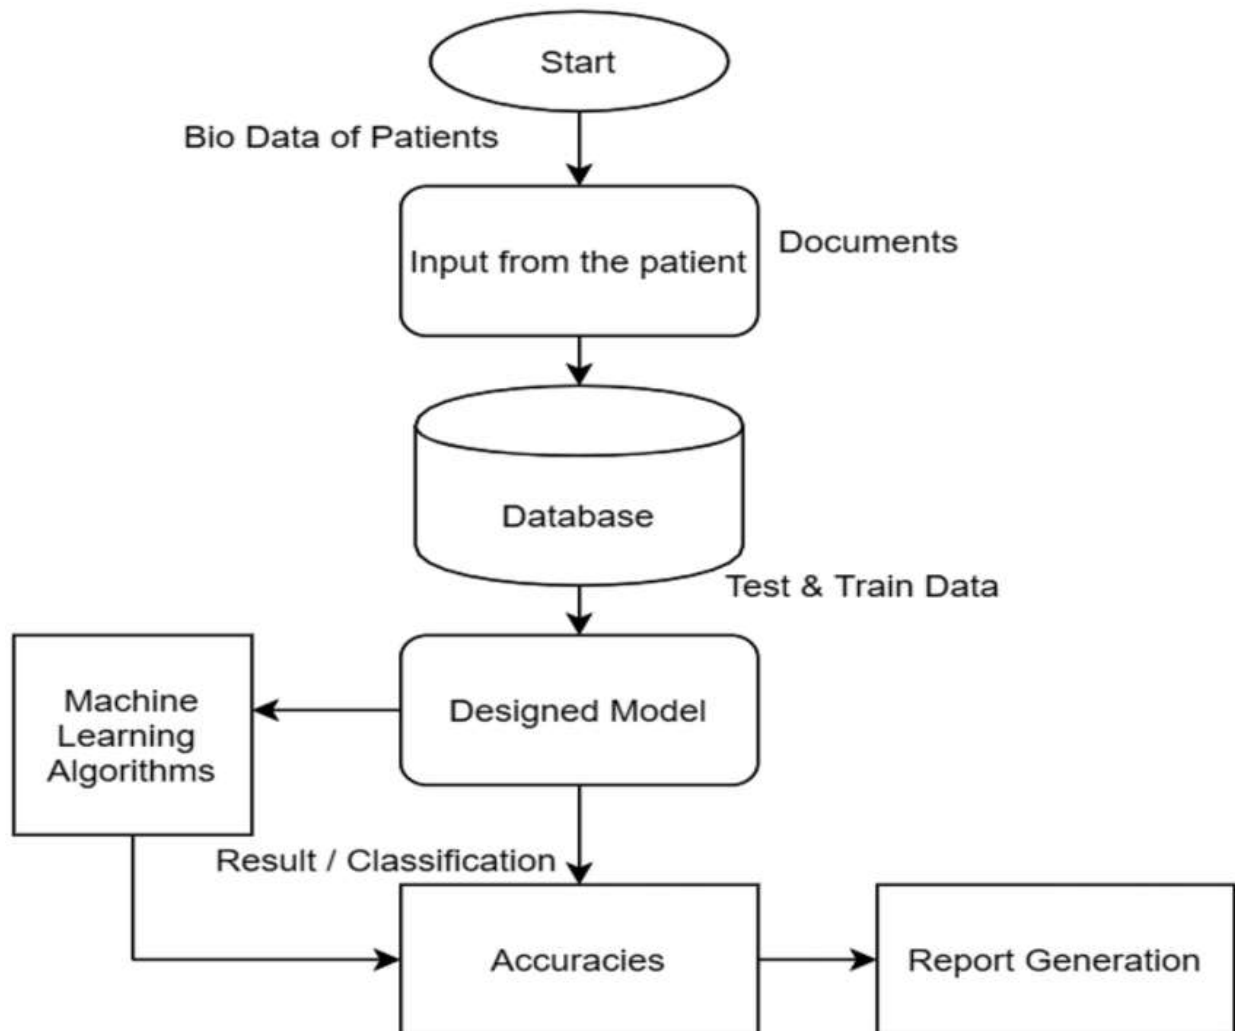 Start
Bio Data of Patients
Input from the patient
Documents
Database
Test & Train Data
Machine
Learning
Algorithms
Designed Model
Result / Classification
Accuracies
Report Generation